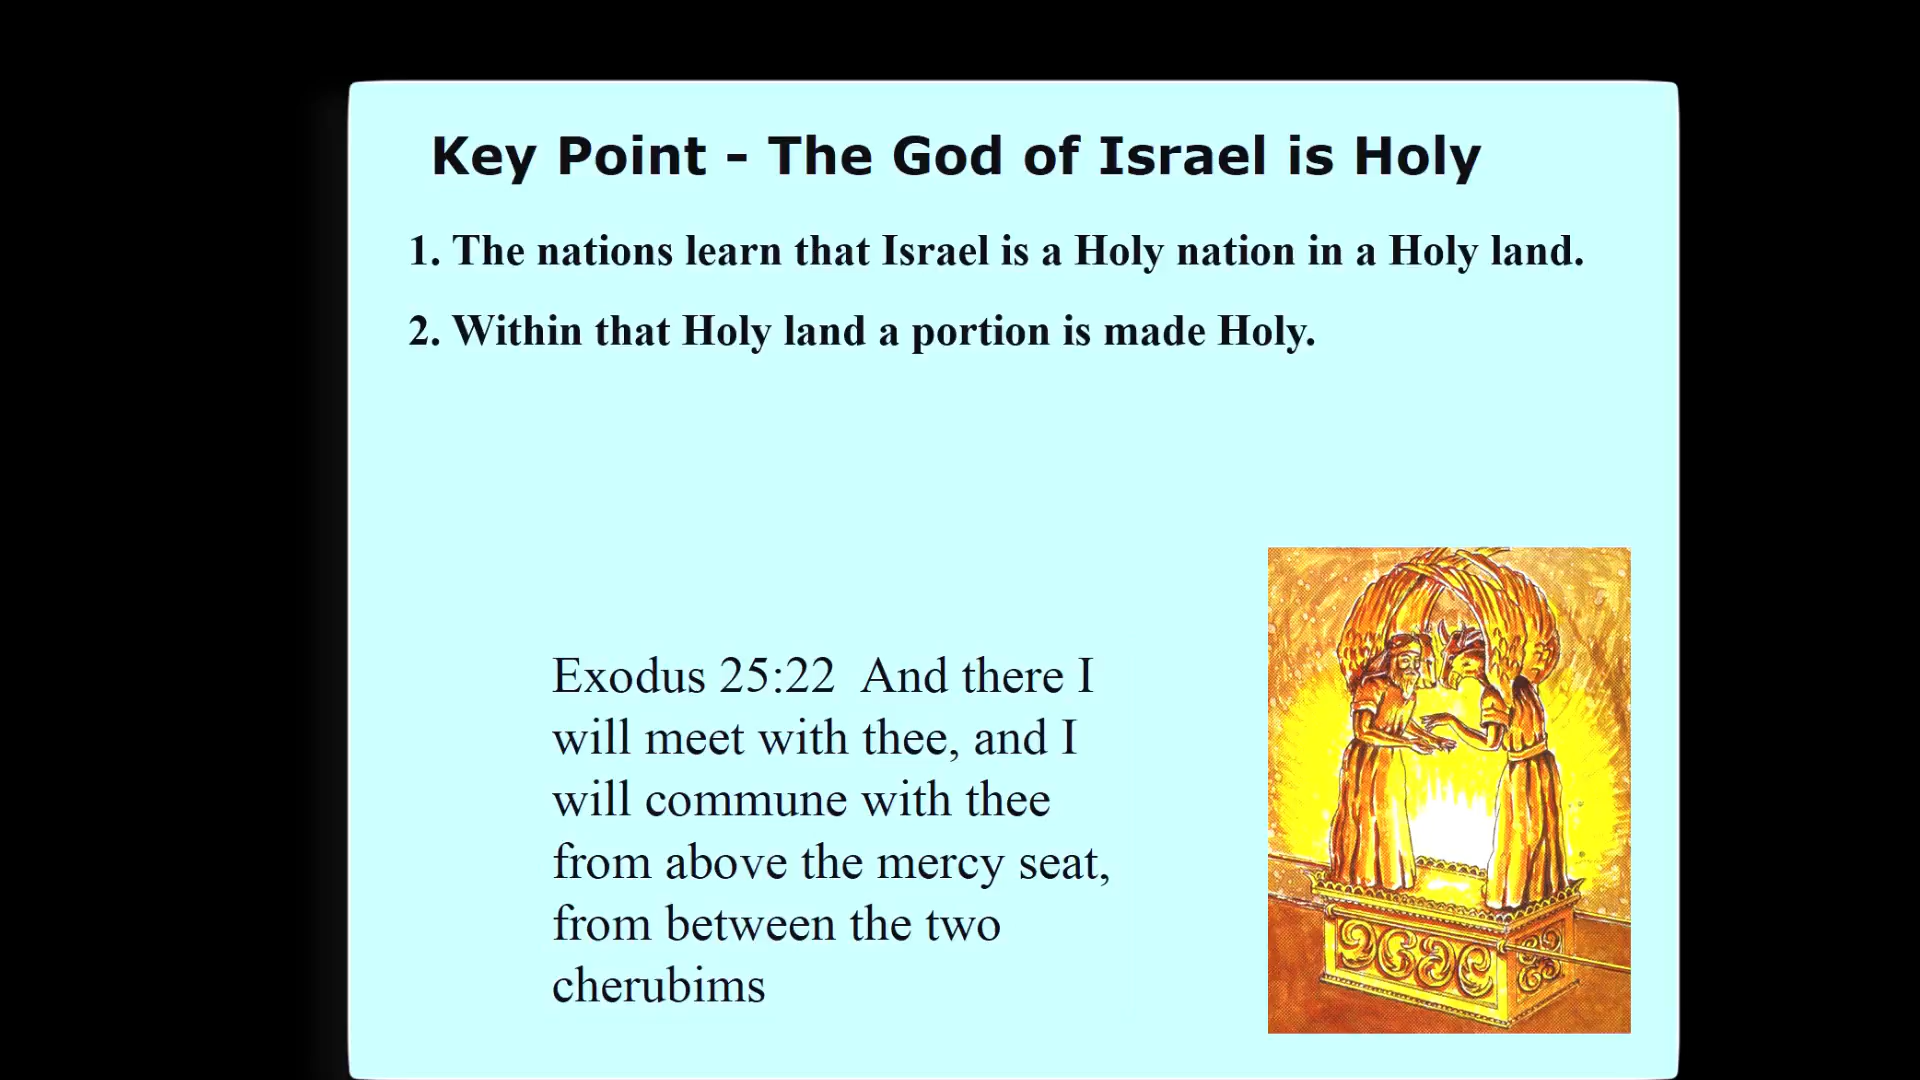 Key Point - The God of Israel is Holy
1. The nations learn that Israel is a Holy nation in a Holy land.
2. Within that Holy land a portion is made Holy.
Exodus 25:22  And there I
will meet with thee, and I
will commune with thee
from above the mercy seat,
from between the two
cherubims